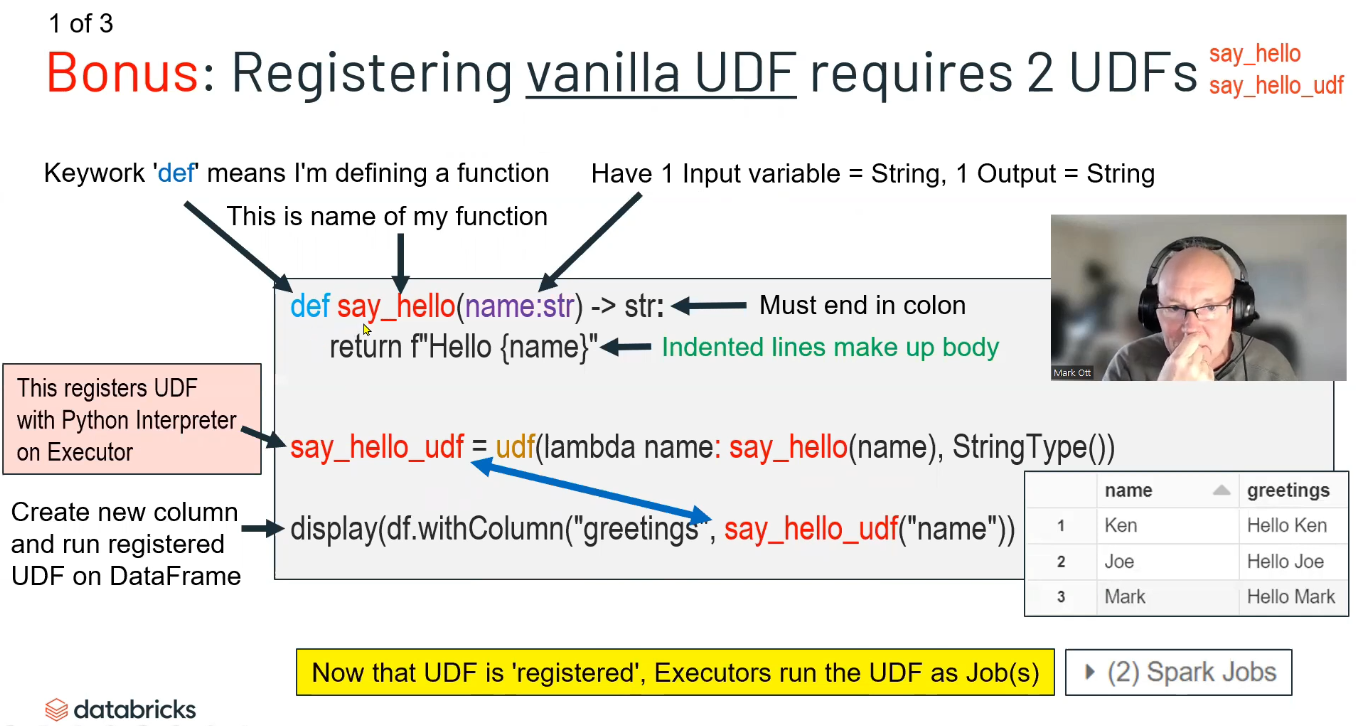 1 of 3
Bonus: Registering vanilla UDF requires 2 UDFs
say_hello
say_hello_udf
Keywork 'def' means I'm defining a function
Have 1 Input variable = String, 1 Output = String
This is name of my function
def say_hello(name:str) -> str:
Must end in colon
return f"Hello {name}"
Indented lines make up body
Mark Ott
This registers UDF
with Python Interpreter
on Executor
say_hello_udf = udf(lambda name: say_hello(name), StringType())
Create new column
and run registered
UDF on DataFrame
display(df.withColumn("greetings", say_hello_udf("name"))
name greetings
1 Ken Hello Ken
2 Joe Hello Joe
3 Mark Hello Mark
Now that UDF is 'registered', Executors run the UDF as Job(s)
(2) Spark Jobs
databricks